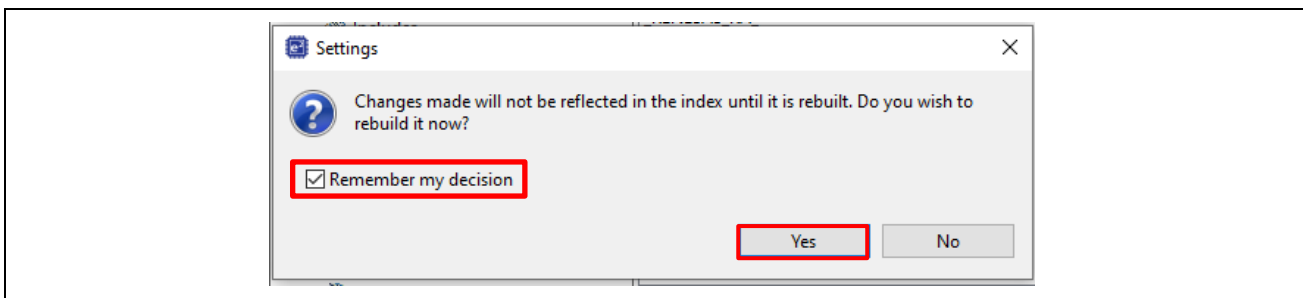 Settings
Changes made will not be reflected in the index until it is rebuilt. Do you wish to
rebuild it now?
Remember my decision
Yes
No